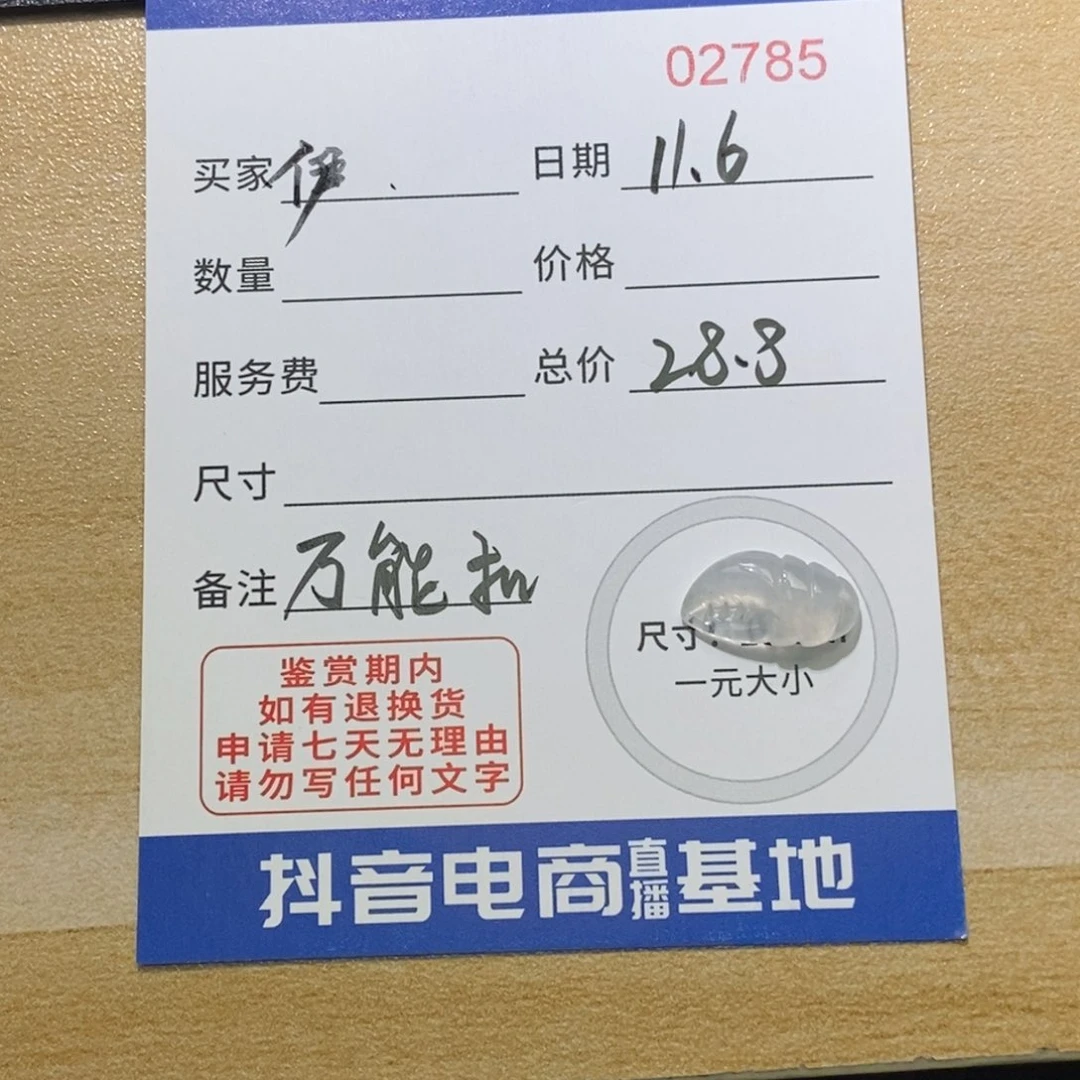 02785
买家 伊 日期 11.6
数量 价格
服务费 总价 28.8
尺寸
备注 万能扣
尺寸:
一元大小
鉴赏期内
如有退换货
申请七天无理由
请勿写任何文字
抖音电商直播基地